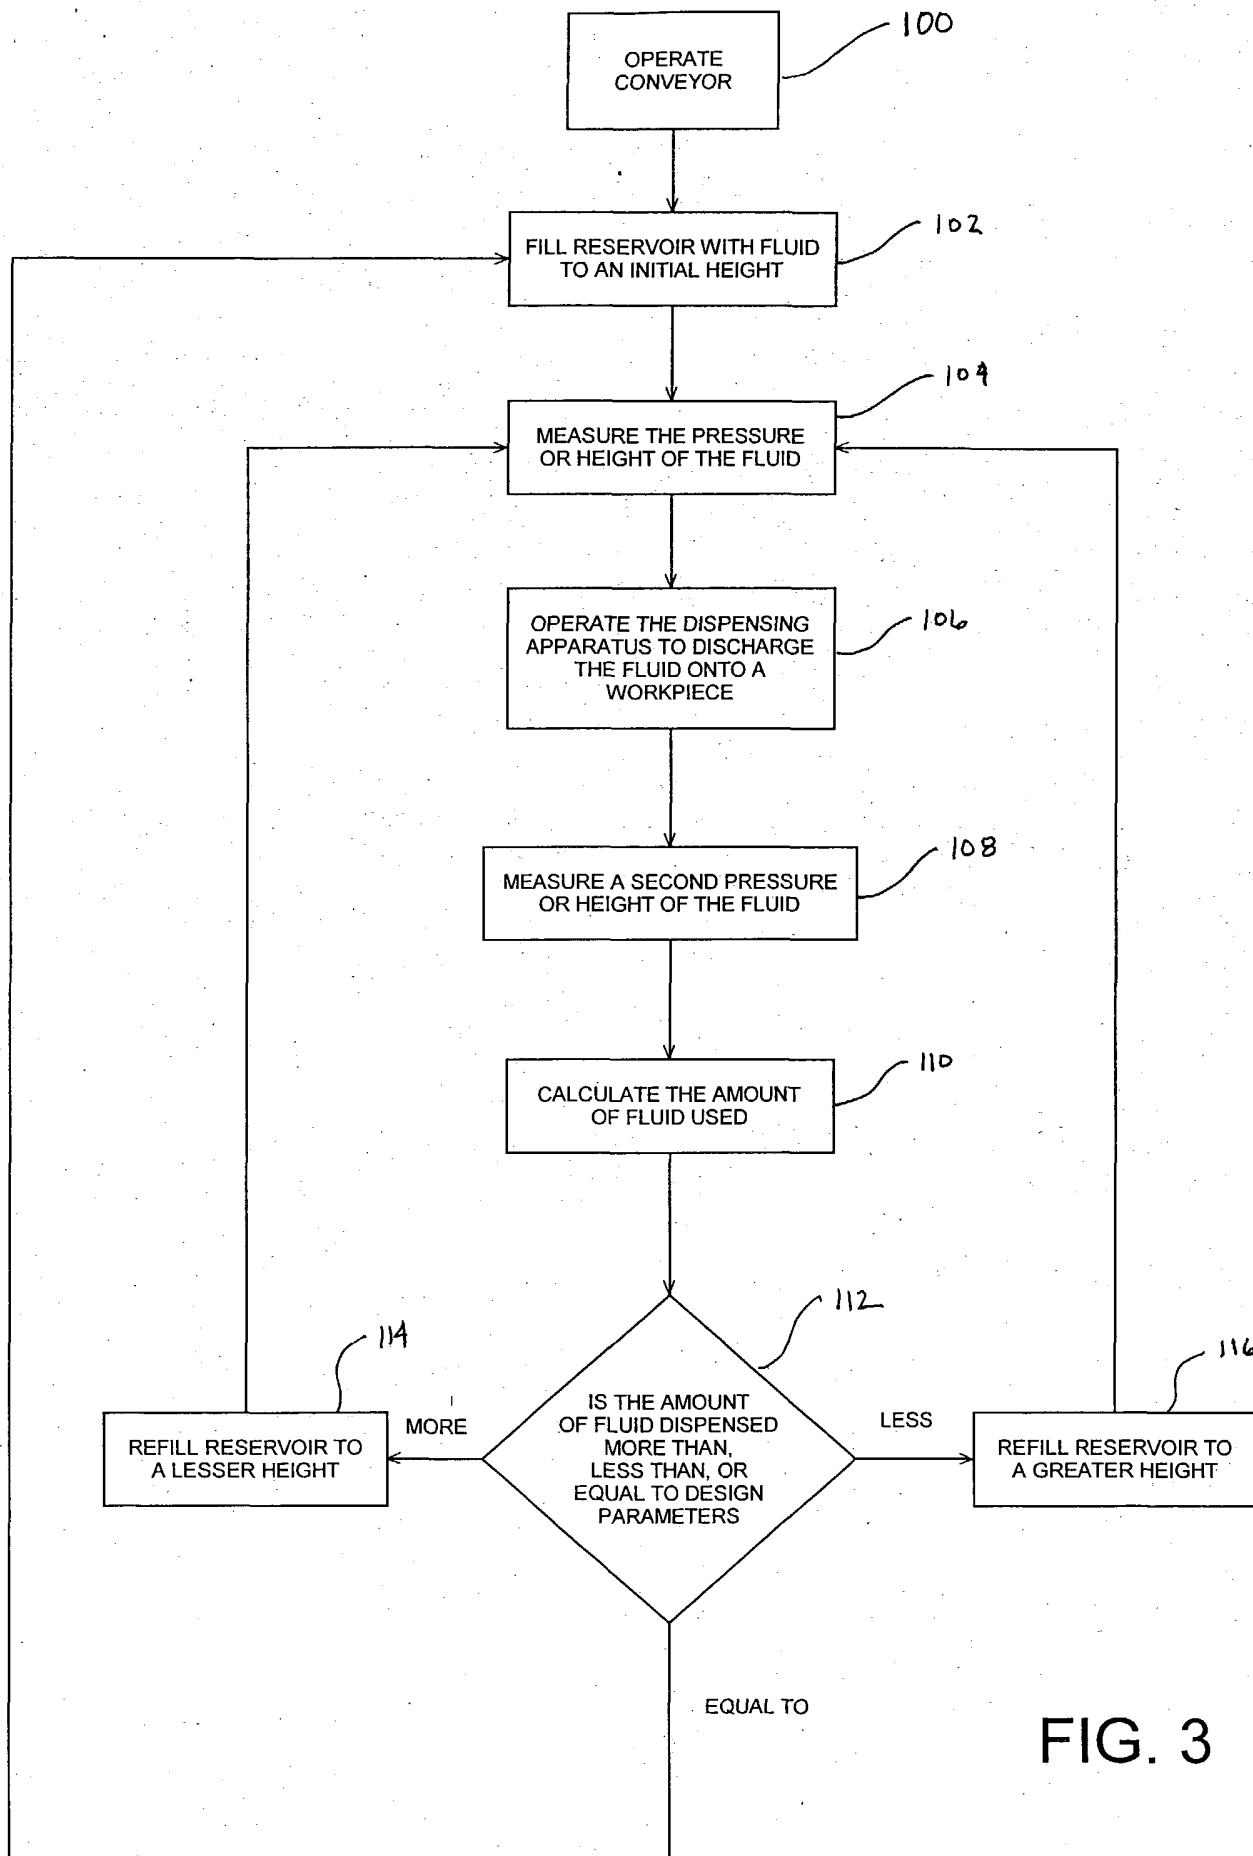 100
OPERATE
CONVEYOR
102
FILL RESERVOIR WITH FLUID
TO AN INITIAL HEIGHT
104
MEASURE THE PRESSURE
OR HEIGHT OF THE FLUID
106
OPERATE THE DISPENSING
APPARATUS TO DISCHARGE
THE FLUID ONTO A
WORKPIECE
108
MEASURE A SECOND PRESSURE
OR HEIGHT OF THE FLUID
110
CALCULATE THE AMOUNT
OF FLUID USED
112
IS THE AMOUNT
OF FLUID DISPENSED
MORE THAN,
LESS THAN, OR
EQUAL TO DESIGN
PARAMETERS
MORE
114
REFILL RESERVOIR TO
A LESSER HEIGHT
LESS
116
REFILL RESERVOIR TO
A GREATER HEIGHT
EQUAL TO
FIG. 3